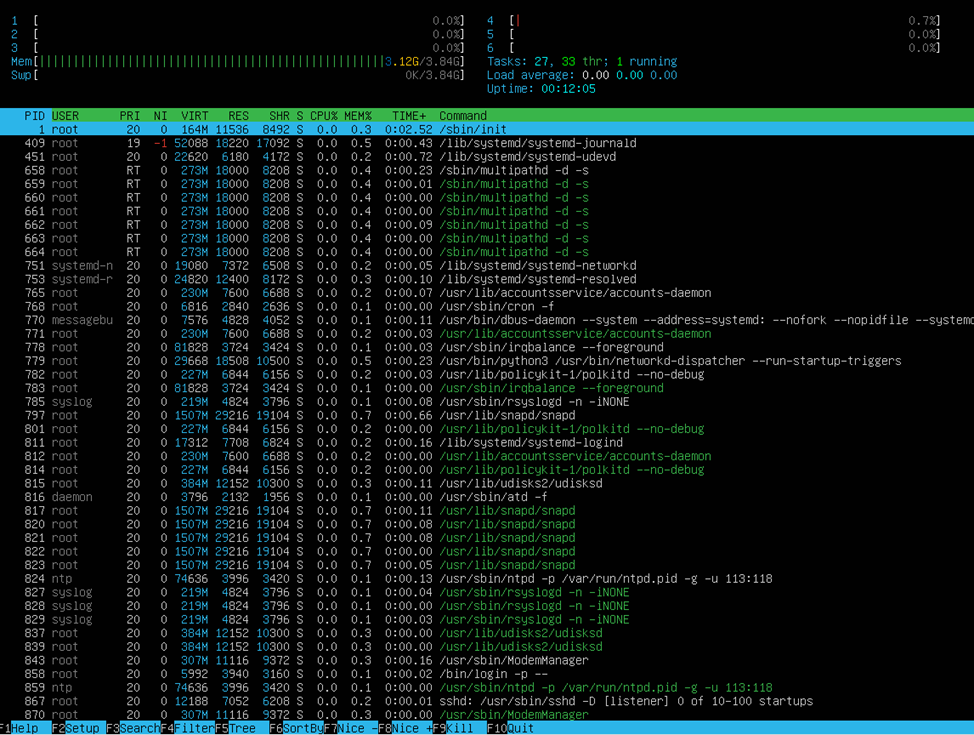 1 [ 0.0%] 4 [| 0.7%]
2 [ 0.0%] 5 [ 0.0%]
3 [ 0.0%] 6 [ 0.0%]
Mem[||||||||||||||||||||||||||||||||||||||||||||||||||3.12G/3.84G] Tasks: 27, 33 thr; 1 running
Swp[ 0K/3.84G] Load average: 0.00 0.00 0.00
Uptime: 00:12:05
PID USER PRI NI VIRT RES SHR S CPU% MEM% TIME+ Command
1 root 20 0 164M 11536 8492 S 0.0 0.3 0:02.52 /sbin/init
409 root 19 -1 52088 18220 17092 S 0.0 0.5 0:00.43 /lib/systemd/systemd-journald
451 root 20 0 22620 6180 4172 S 0.0 0.2 0:00.72 /lib/systemd/systemd-udevd
658 root RT 0 273M 18000 8208 S 0.0 0.4 0:00.23 /sbin/multipathd -d -s
659 root RT 0 273M 18000 8208 S 0.0 0.4 0:00.01 /sbin/multipathd -d -s
660 root RT 0 273M 18000 8208 S 0.0 0.4 0:00.00 /sbin/multipathd -d -s
661 root RT 0 273M 18000 8208 S 0.0 0.4 0:00.00 /sbin/multipathd -d -s
662 root RT 0 273M 18000 8208 S 0.0 0.4 0:00.09 /sbin/multipathd -d -s
663 root RT 0 273M 18000 8208 S 0.0 0.4 0:00.00 /sbin/multipathd -d -s
664 root RT 0 273M 18000 8208 S 0.0 0.4 0:00.00 /sbin/multipathd -d -s
751 systemd-n 20 0 19080 7372 6508 S 0.0 0.2 0:00.05 /lib/systemd/systemd-networkd
753 systemd-r 20 0 24820 12400 8172 S 0.0 0.3 0:00.10 /lib/systemd/systemd-resolved
765 root 20 0 230M 7600 6688 S 0.0 0.2 0:00.07 /usr/lib/accountsservice/accounts-daemon
768 root 20 0 6816 2840 2636 S 0.0 0.1 0:00.00 /usr/sbin/cron -f
770 messagebu 20 0 7576 4828 4052 S 0.0 0.1 0:00.11 /usr/bin/dbus-daemon --system --address=systemd: --nofork --nopidfile --systemd
771 root 20 0 230M 7600 6688 S 0.0 0.2 0:00.03 /usr/lib/accountsservice/accounts-daemon
778 root 20 0 81828 3724 3424 S 0.0 0.1 0:00.03 /usr/sbin/irqbalance --foreground
779 root 20 0 29668 18508 10500 S 0.0 0.5 0:00.23 /usr/bin/python3 /usr/bin/networkd-dispatcher --run-startup-triggers
782 root 20 0 227M 6844 6156 S 0.0 0.2 0:00.03 /usr/lib/policykit-1/polkitd --no-debug
783 root 20 0 81828 3724 3424 S 0.0 0.1 0:00.00 /usr/sbin/irqbalance --foreground
785 syslog 20 0 219M 4824 3796 S 0.0 0.1 0:00.08 /usr/sbin/rsyslogd -n -iNONE
797 root 20 0 1507M 29216 19104 S 0.0 0.7 0:00.66 /usr/lib/snapd/snapd
801 root 20 0 227M 6844 6156 S 0.0 0.2 0:00.00 /usr/lib/policykit-1/polkitd --no-debug
811 root 20 0 17312 7708 6824 S 0.0 0.2 0:00.16 /lib/systemd/systemd-logind
812 root 20 0 230M 7600 6688 S 0.0 0.2 0:00.00 /usr/lib/accountsservice/accounts-daemon
814 root 20 0 227M 6844 6156 S 0.0 0.2 0:00.00 /usr/lib/policykit-1/polkitd --no-debug
815 root 20 0 384M 12152 10300 S 0.0 0.3 0:00.11 /usr/lib/udisks2/udisksd
816 daemon 20 0 3796 2132 1956 S 0.0 0.1 0:00.00 /usr/sbin/atd -f
817 root 20 0 1507M 29216 19104 S 0.0 0.7 0:00.11 /usr/lib/snapd/snapd
820 root 20 0 1507M 29216 19104 S 0.0 0.7 0:00.08 /usr/lib/snapd/snapd
821 root 20 0 1507M 29216 19104 S 0.0 0.7 0:00.08 /usr/lib/snapd/snapd
822 root 20 0 1507M 29216 19104 S 0.0 0.7 0:00.00 /usr/lib/snapd/snapd
823 root 20 0 1507M 29216 19104 S 0.0 0.7 0:00.05 /usr/lib/snapd/snapd
824 ntp 20 0 74636 3996 3420 S 0.0 0.1 0:00.13 /usr/sbin/ntpd -p /var/run/ntpd.pid -g -u 113:118
827 syslog 20 0 219M 4824 3796 S 0.0 0.1 0:00.04 /usr/sbin/rsyslogd -n -iNONE
828 syslog 20 0 219M 4824 3796 S 0.0 0.1 0:00.00 /usr/sbin/rsyslogd -n -iNONE
829 syslog 20 0 219M 4824 3796 S 0.0 0.1 0:00.03 /usr/sbin/rsyslogd -n -iNONE
837 root 20 0 384M 12152 10300 S 0.0 0.3 0:00.00 /usr/lib/udisks2/udisksd
839 root 20 0 384M 12152 10300 S 0.0 0.3 0:00.00 /usr/lib/udisks2/udisksd
843 root 20 0 307M 11116 9372 S 0.0 0.3 0:00.16 /usr/sbin/ModemManager
858 root 20 0 5992 3940 3160 S 0.0 0.1 0:00.02 /bin/login -p --
859 ntp 20 0 74636 3996 3420 S 0.0 0.1 0:00.00 /usr/sbin/ntpd -p /var/run/ntpd.pid -g -u 113:118
867 root 20 0 12188 7052 6208 S 0.0 0.2 0:00.01 sshd: /usr/sbin/sshd -D [listener] 0 of 10-100 startups
870 root 20 0 307M 11116 9372 S 0.0 0.3 0:00.00 /usr/sbin/ModemManager
F1Help F2Setup F3SearchF4FilterF5Tree F6SortByF7Nice -F8Nice +F9Kill F10Quit